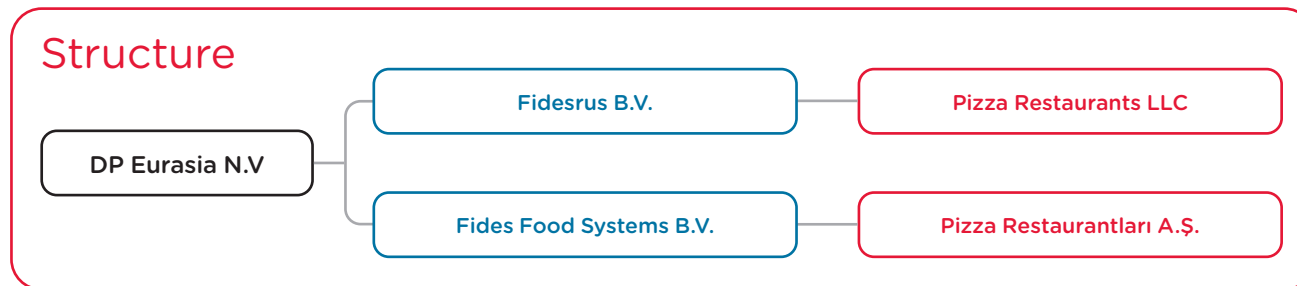 Structure
DP Eurasia N.V
Fidesrus B.V.
Pizza Restaurants LLC
Fides Food Systems B.V.
Pizza Restaurantları A.Ş.